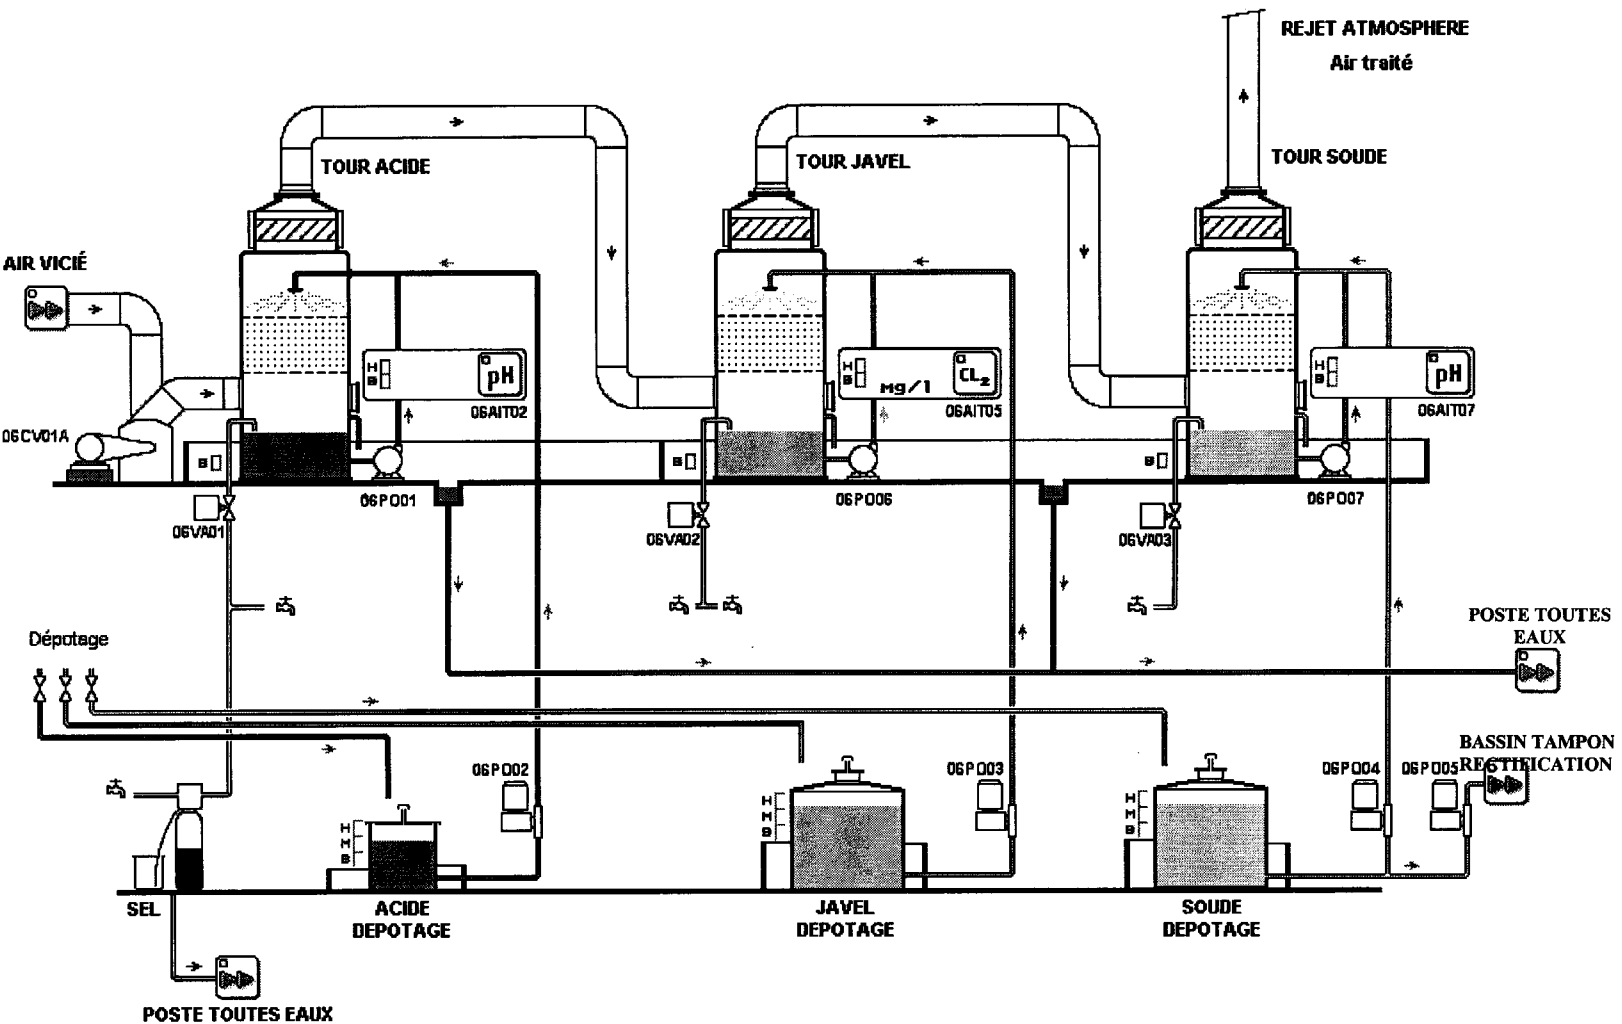 REJET ATMOSPHERE
Air traité
TOUR ACIDE
TOUR JAVEL
TOUR SOUDE
AIR VICIÉ
H
B
pH
06AIT02
H
B
Mg/l
CL2
06AIT05
H
B
pH
06AIT07
06CV01A
B
06PO01
06VA01
B
06PO06
06VA02
B
06PO07
06VA03
Dépotage
POSTE TOUTES
EAUX
BASSIN TAMPON
RECTIFICATION
06PO02
06PO03
06PO04
06PO05
H
M
B
H
M
B
H
M
B
SEL
ACIDE
DEPOTAGE
JAVEL
DEPOTAGE
SOUDE
DEPOTAGE
POSTE TOUTES EAUX